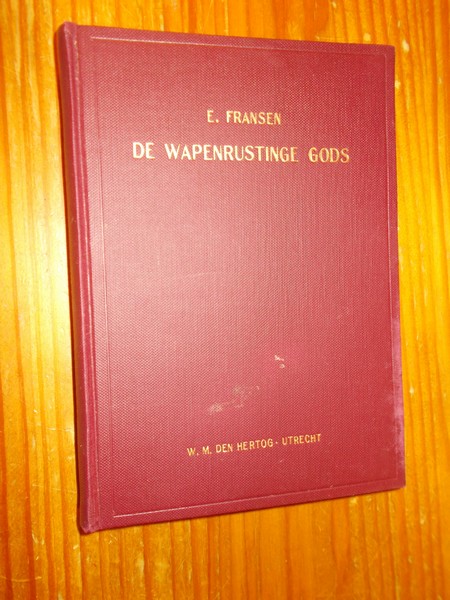 E. FRANSEN
DE WAPENRUSTINGE GODS
W. M. DEN HERTOG - UTRECHT